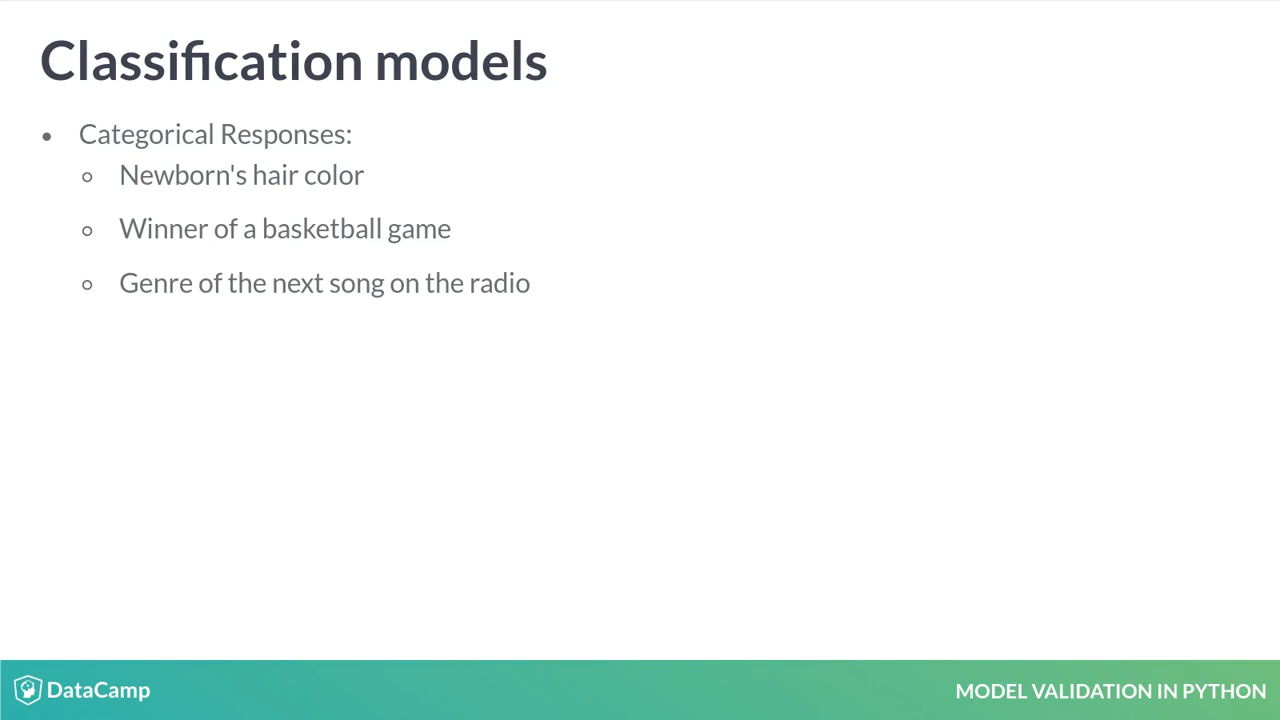 Classification models
• Categorical Responses:
○ Newborn's hair color
○ Winner of a basketball game
○ Genre of the next song on the radio
DataCamp
MODEL VALIDATION IN PYTHON